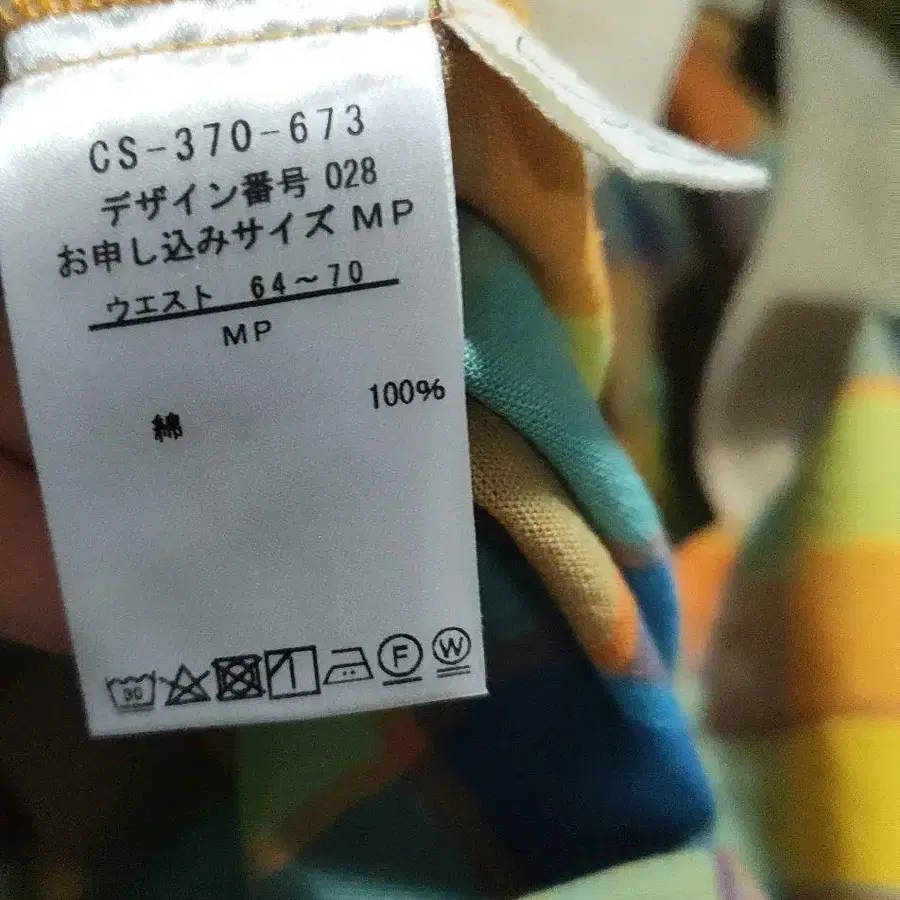 CS-370-673
デザイン番号 028
お申し込みサイズ MP
ウエスト 64~70
MP
綿 100%
30 F W